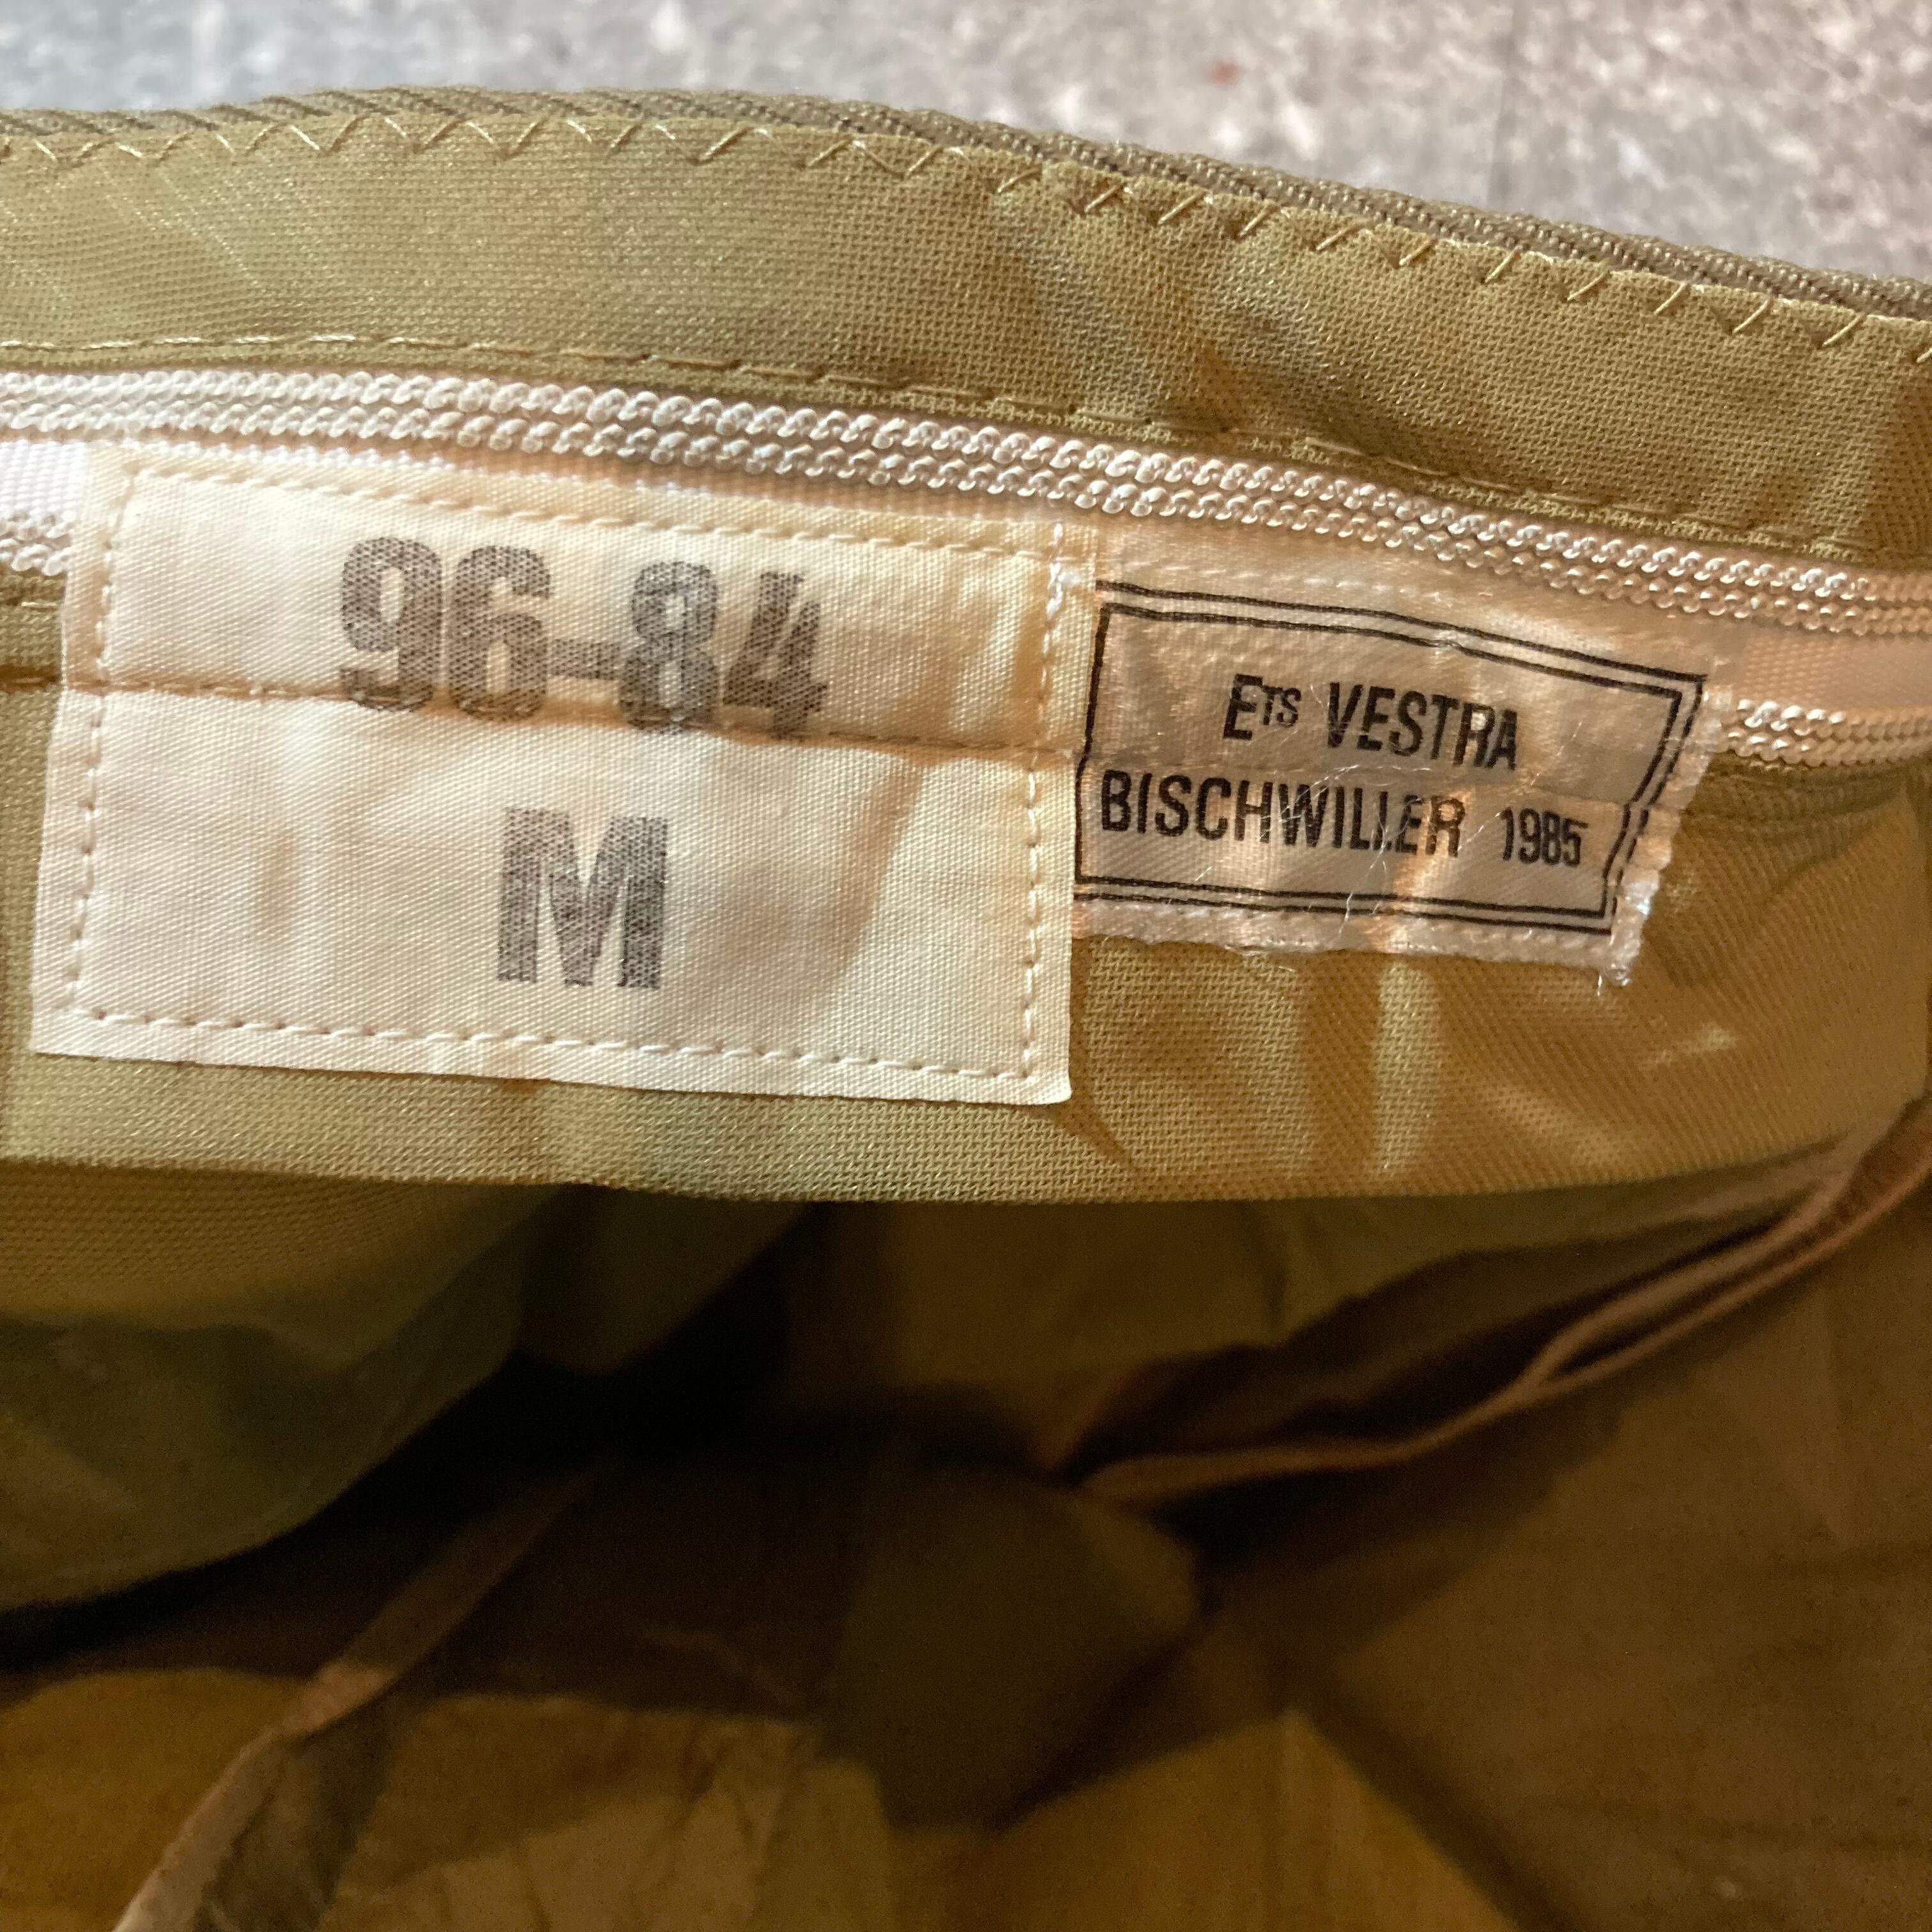 96-84
M
ETS VESTRA
BISCHWILLER 1985